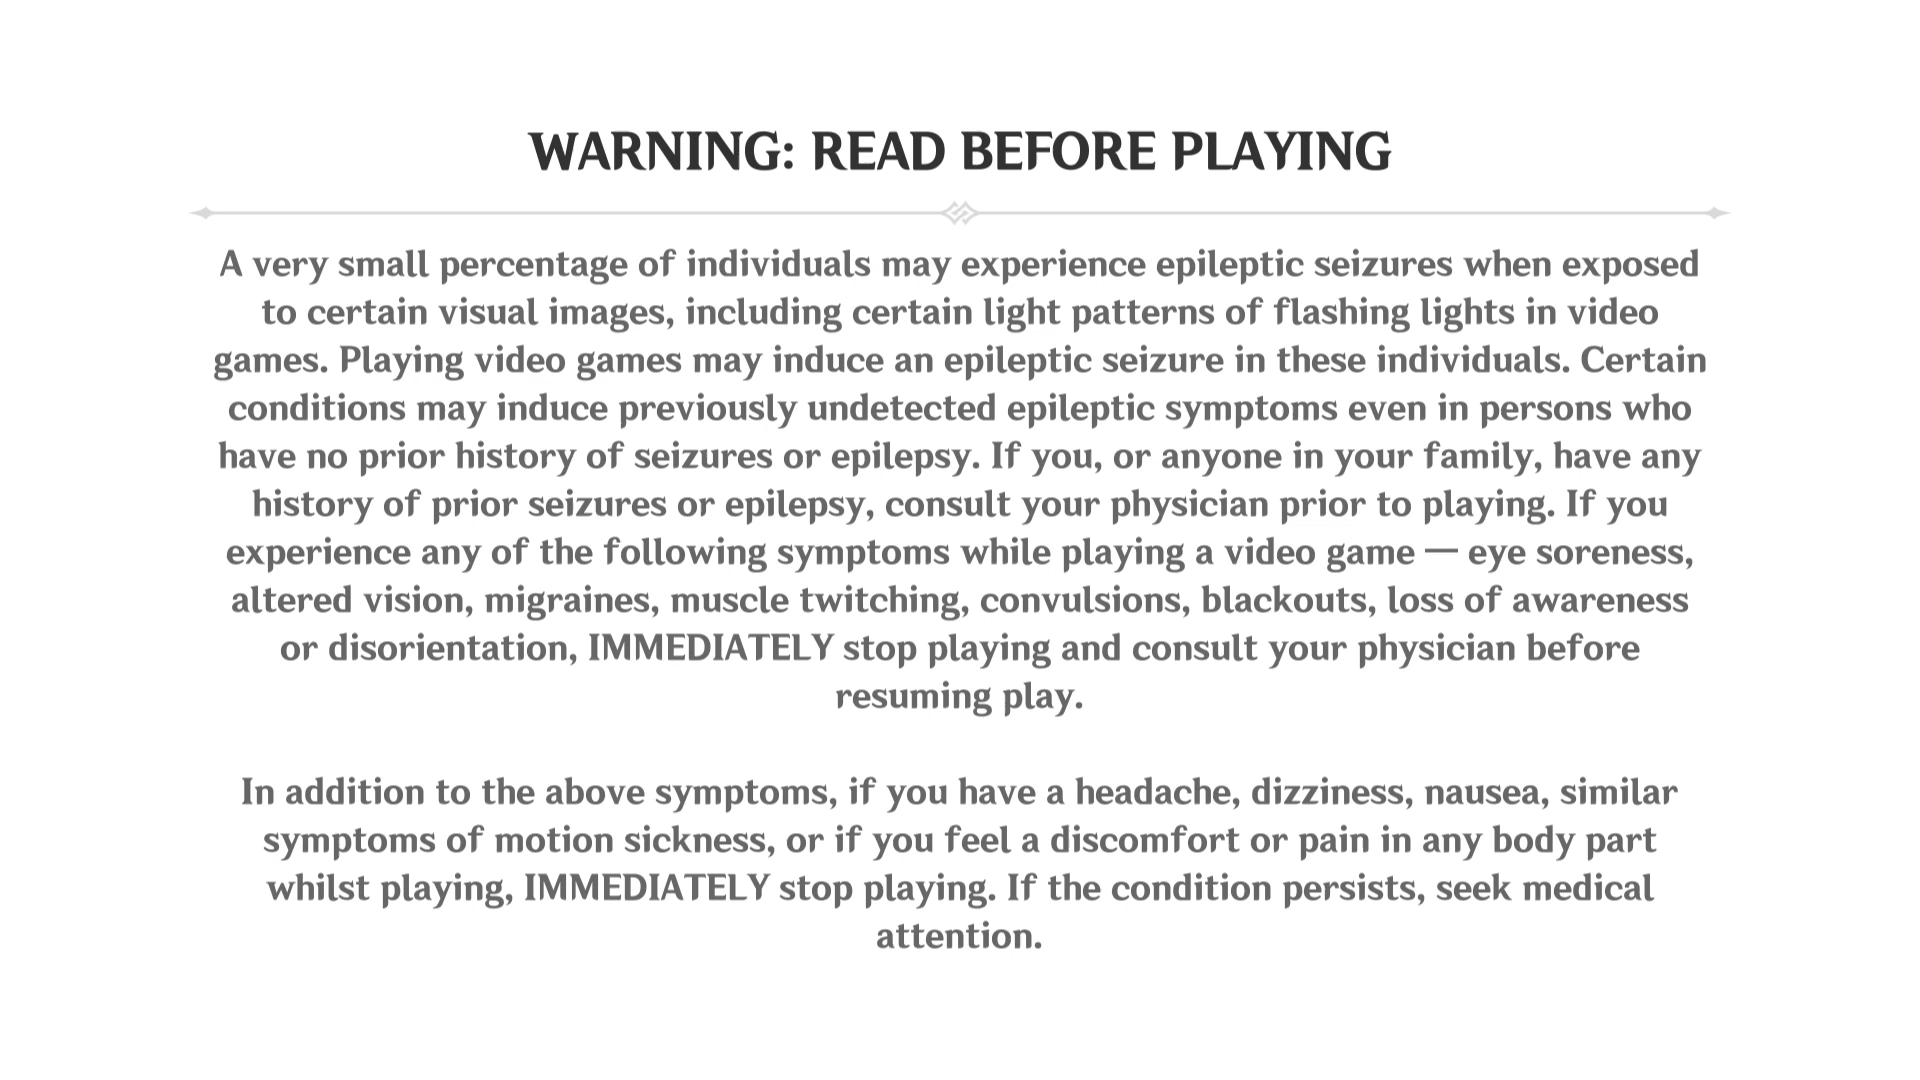 WARNING: READ BEFORE PLAYING
A very small percentage of individuals may experience epileptic seizures when exposed
to certain visual images, including certain light patterns of flashing lights in video
games. Playing video games may induce an epileptic seizure in these individuals. Certain
conditions may induce previously undetected epileptic symptoms even in persons who
have no prior history of seizures or epilepsy. If you, or anyone in your family, have any
history of prior seizures or epilepsy, consult your physician prior to playing. If you
experience any of the following symptoms while playing a video game — eye soreness,
altered vision, migraines, muscle twitching, convulsions, blackouts, loss of awareness
or disorientation, IMMEDIATELY stop playing and consult your physician before
resuming play.
In addition to the above symptoms, if you have a headache, dizziness, nausea, similar
symptoms of motion sickness, or if you feel a discomfort or pain in any body part
whilst playing, IMMEDIATELY stop playing. If the condition persists, seek medical
attention.